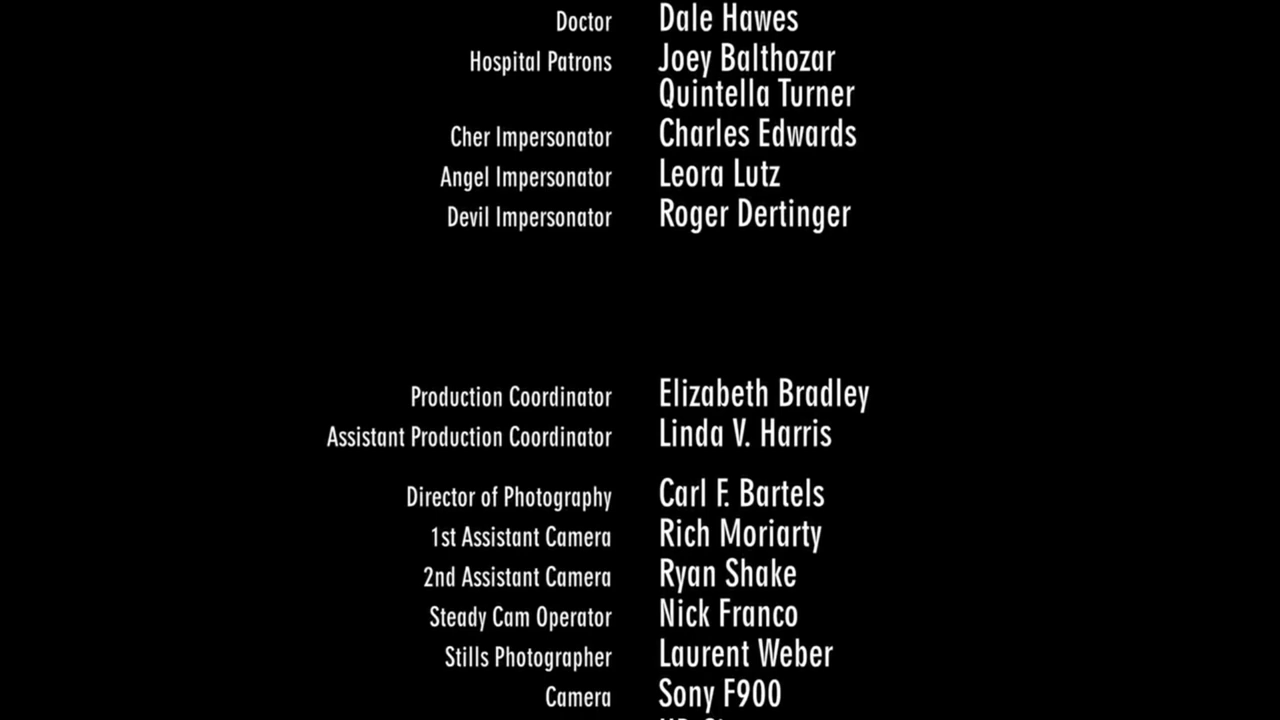 Doctor Dale Hawes
Hospital Patrons Joey Balthozar
Quintella Turner
Cher Impersonator Charles Edwards
Angel Impersonator Leora Lutz
Devil Impersonator Roger Dertinger
Production Coordinator Elizabeth Bradley
Assistant Production Coordinator Linda V. Harris
Director of Photography Carl F. Bartels
1st Assistant Camera Rich Moriarty
2nd Assistant Camera Ryan Shake
Steady Cam Operator Nick Franco
Stills Photographer Laurent Weber
Camera Sony F900